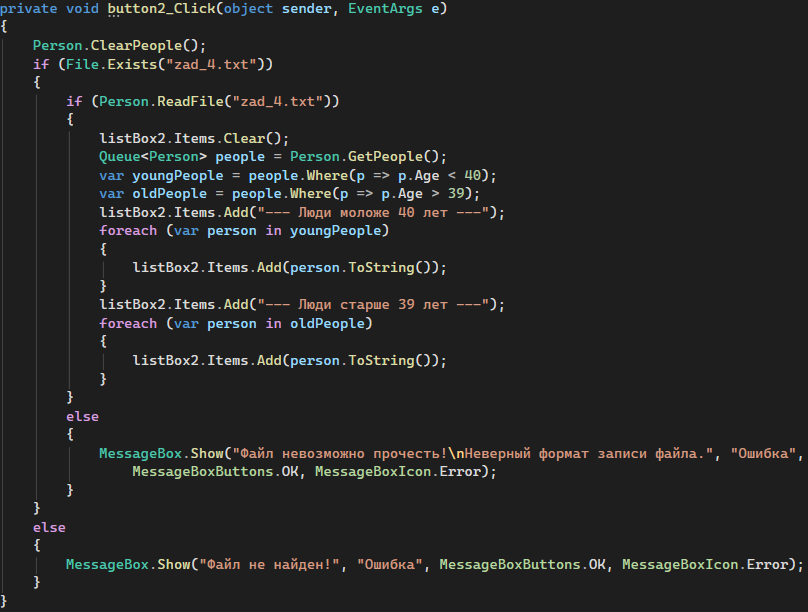 private void button2_Click(object sender, EventArgs e)
{
    Person.ClearPeople();
    if (File.Exists("zad_4.txt"))
    {
        if (Person.ReadFile("zad_4.txt"))
        {
            listBox2.Items.Clear();
            Queue<Person> people = Person.GetPeople();
            var youngPeople = people.Where(p => p.Age < 40);
            var oldPeople = people.Where(p => p.Age > 39);
            listBox2.Items.Add("--- Люди моложе 40 лет ---");
            foreach (var person in youngPeople)
            {
                listBox2.Items.Add(person.ToString());
            }
            listBox2.Items.Add("--- Люди старше 39 лет ---");
            foreach (var person in oldPeople)
            {
                listBox2.Items.Add(person.ToString());
            }
        }
        else
        {
            MessageBox.Show("Файл невозможно прочесть!\nНеверный формат записи файла.", "Ошибка",
                MessageBoxButtons.OK, MessageBoxIcon.Error);
        }
    }
    else
    {
        MessageBox.Show("Файл не найден!", "Ошибка", MessageBoxButtons.OK, MessageBoxIcon.Error);
    }
}